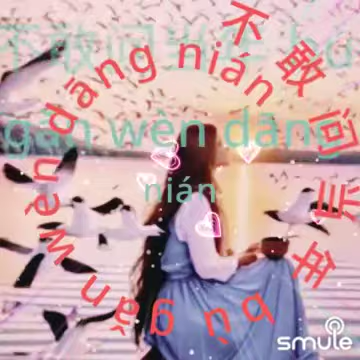 不敢问当年 bù
gǎn wèn dāng
nián
不敢问当年 bù gǎn wèn dāng nián
smule